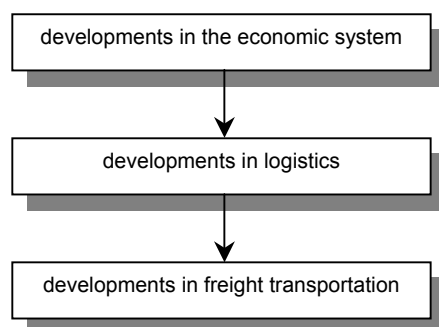 developments in the economic system
developments in logistics
developments in freight transportation